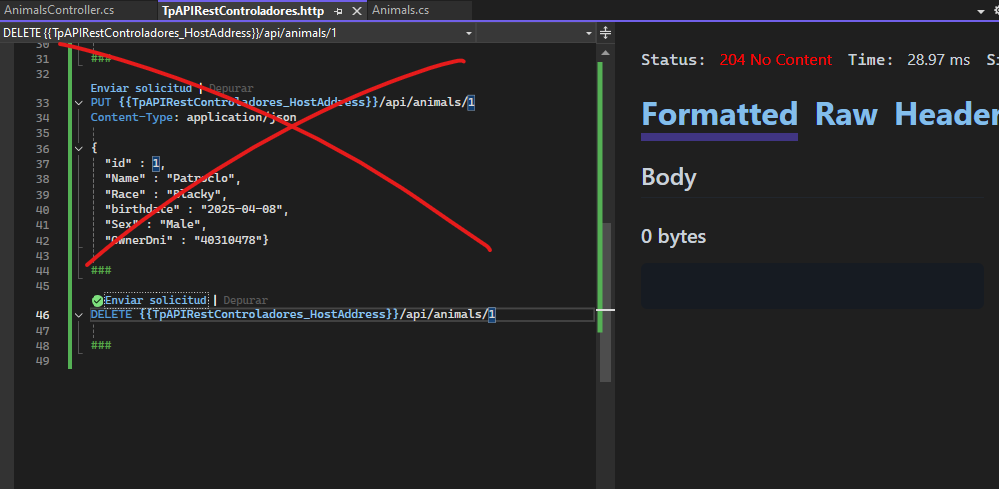 AnimalsController.cs TpAPIRestControladores.http Animals.cs
DELETE {{TpAPIRestControladores_HostAddress}}/api/animals/1
30
31 ###
32
Enviar solicitud | Depurar
33 PUT {{TpAPIRestControladores_HostAddress}}/api/animals/1
34 Content-Type: application/json
35
36 {
37 "id" : 1,
38 "Name" : "Patroclo",
39 "Race" : "Blacky",
40 "birthdate" : "2025-04-08",
41 "Sex" : "Male",
42 "OwnerDni" : "40310478"}
43
44 ###
45
Enviar solicitud | Depurar
46 DELETE {{TpAPIRestControladores_HostAddress}}/api/animals/1
47
48 ###
49
Status: 204 No Content Time: 28.97 ms Si
Formatted Raw Header
Body
0 bytes